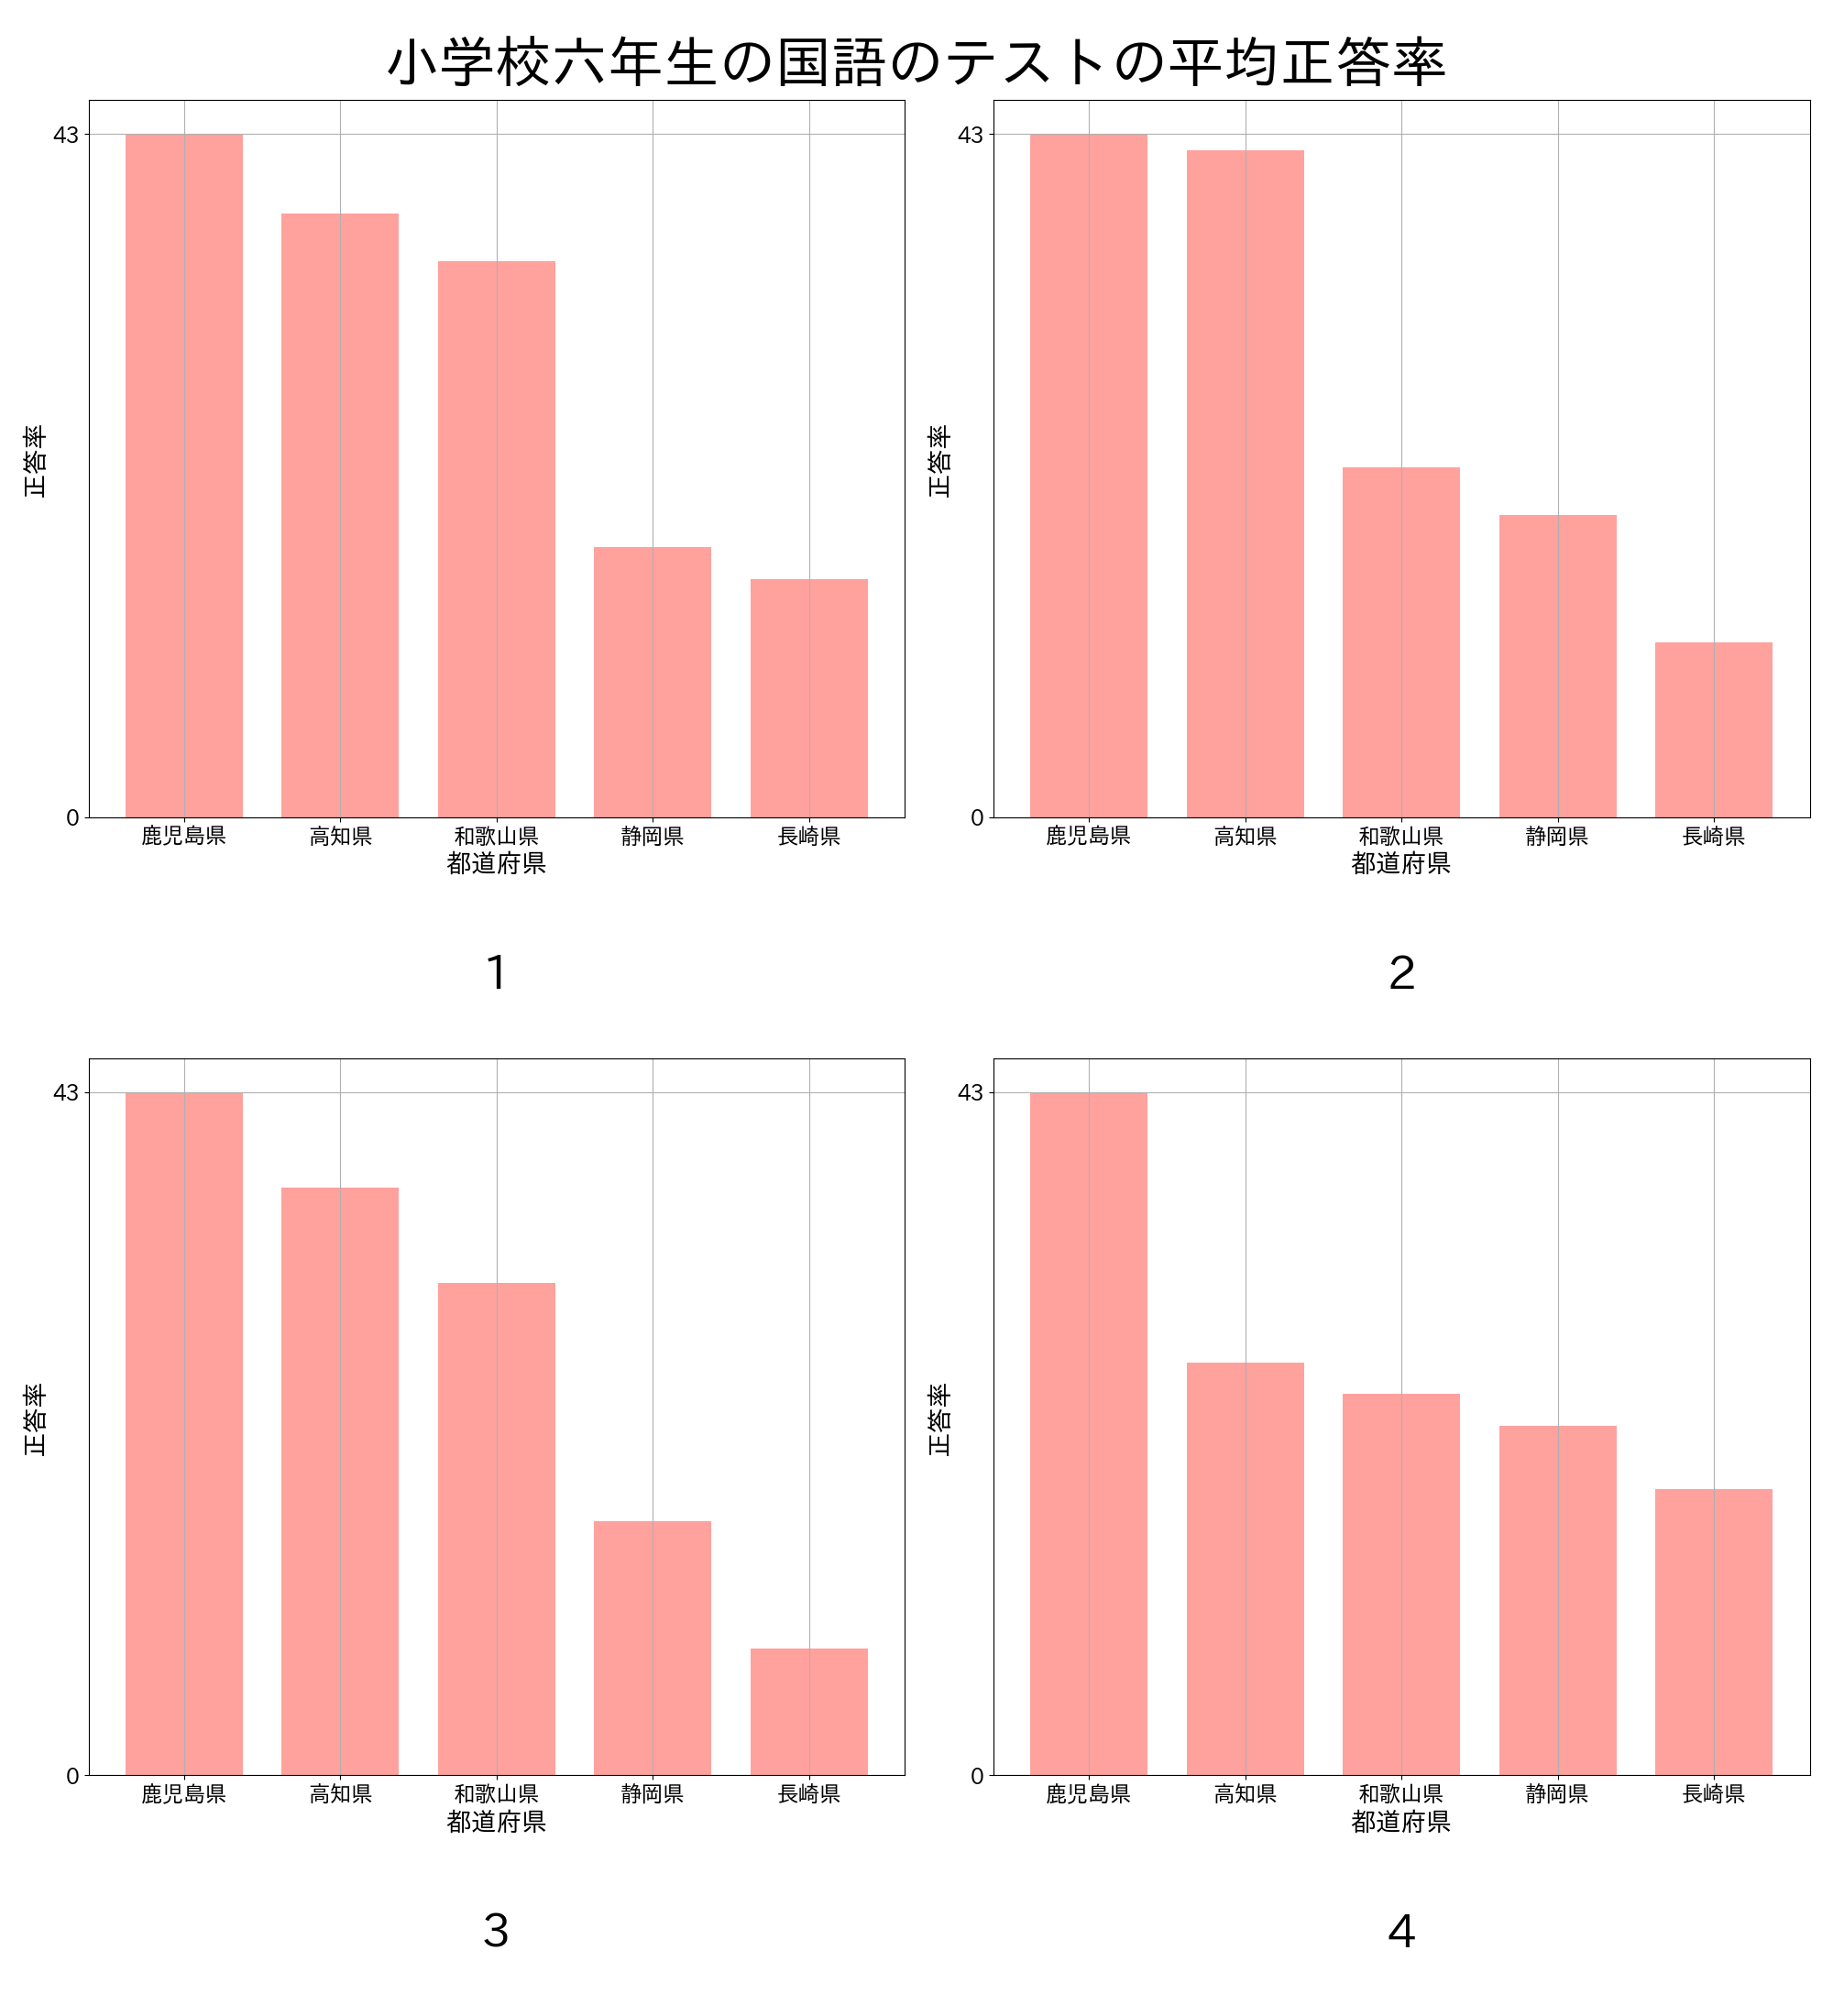 小学校六年生の国語のテストの平均正答率
43
正答率
0
鹿児島県 高知県 和歌山県 静岡県 長崎県
都道府県
1
43
正答率
0
鹿児島県 高知県 和歌山県 静岡県 長崎県
都道府県
2
43
正答率
0
鹿児島県 高知県 和歌山県 静岡県 長崎県
都道府県
3
43
正答率
0
鹿児島県 高知県 和歌山県 静岡県 長崎県
都道府県
4